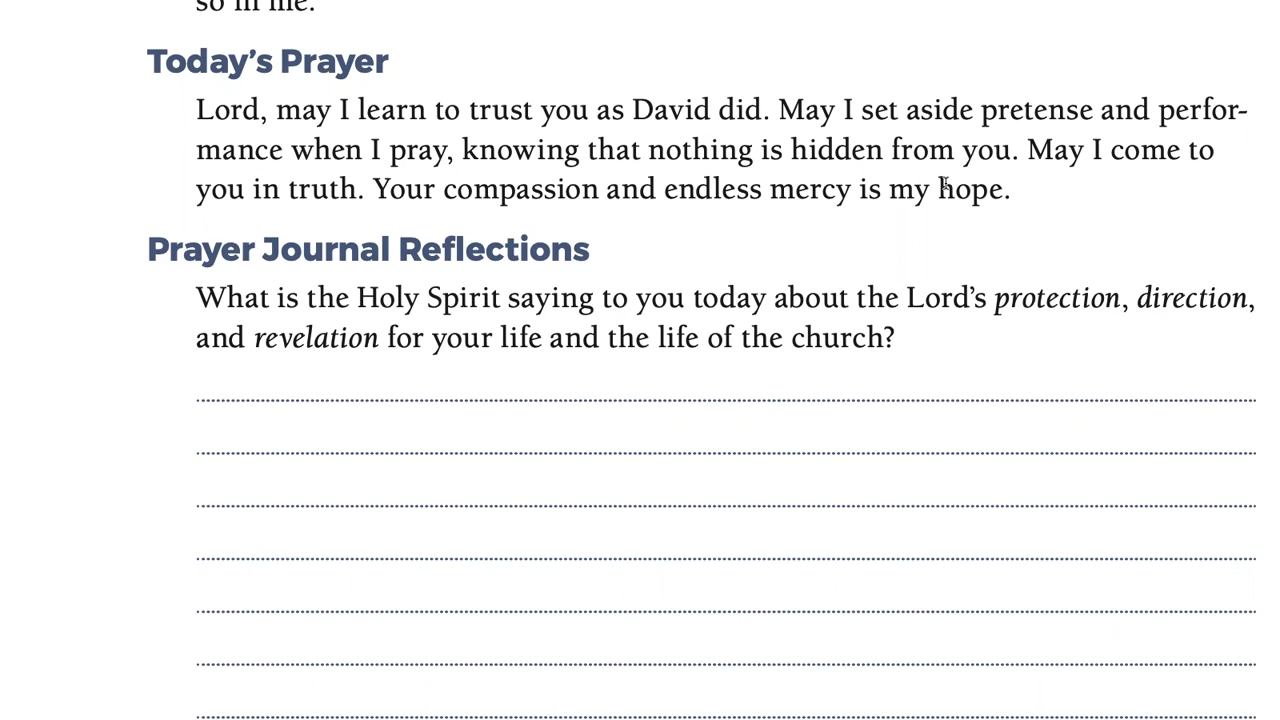 so in me.
Today's Prayer
Lord, may I learn to trust you as David did. May I set aside pretense and perfor-
mance when I pray, knowing that nothing is hidden from you. May I come to
you in truth. Your compassion and endless mercy is my hope.
Prayer Journal Reflections
What is the Holy Spirit saying to you today about the Lord's protection, direction,
and revelation for your life and the life of the church?